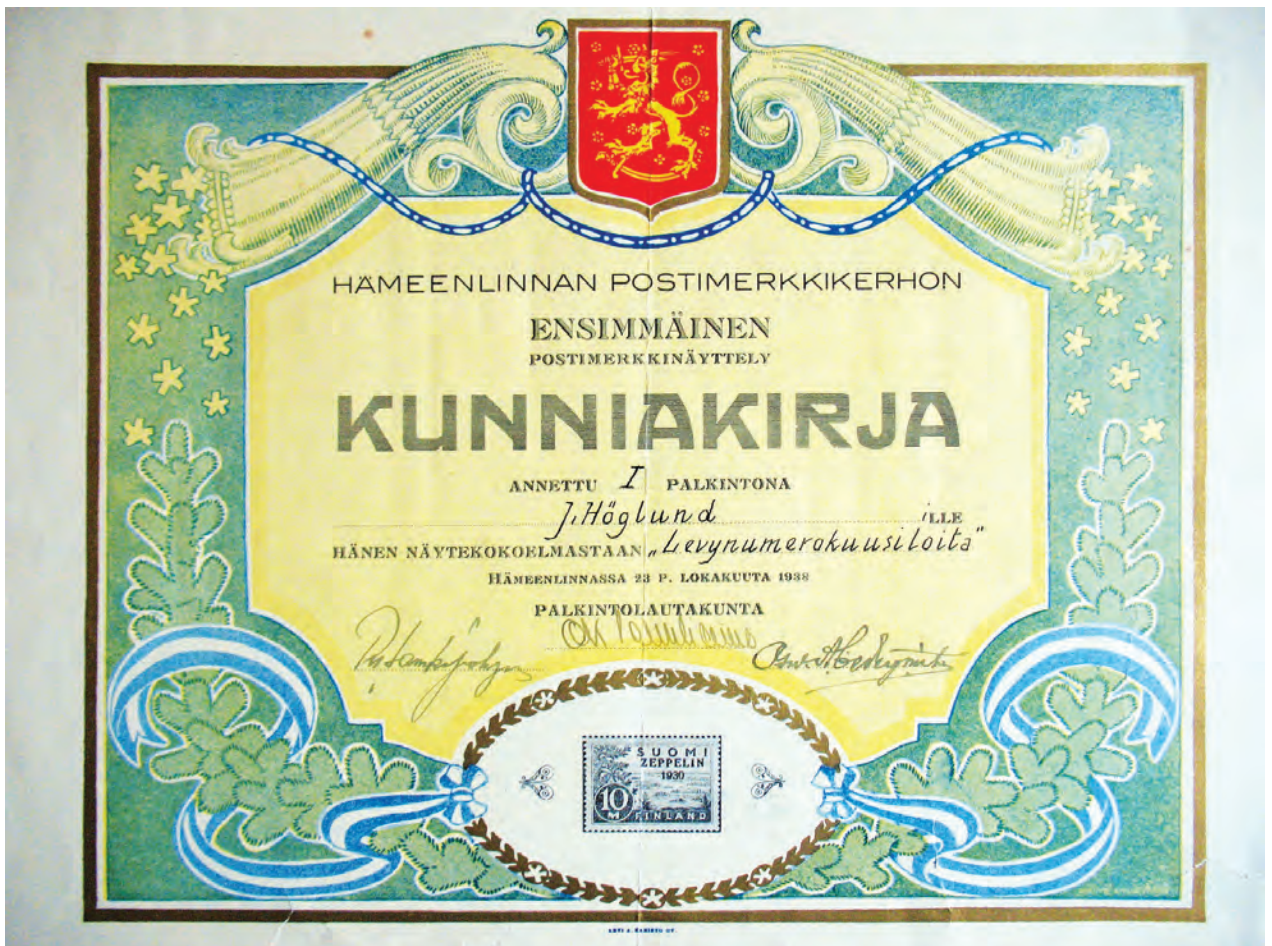 HÄMEENLINNAN POSTIMERKKIKERHON
ENSIMMÄINEN
POSTIMERKKINÄYTTELY
KUNNIAKIRJA
ANNETTU I PALKINTONA
J. Höglund ILLE
HÄNEN NÄYTEKOKOELMASTAAN „Levynumerokuusiloita"
HÄMEENLINNASSA 23 P. LOKAKUUTA 1938
PALKINTOLAUTAKUNTA
SUOMI
ZEPPELIN
1930
10
M FINLAND